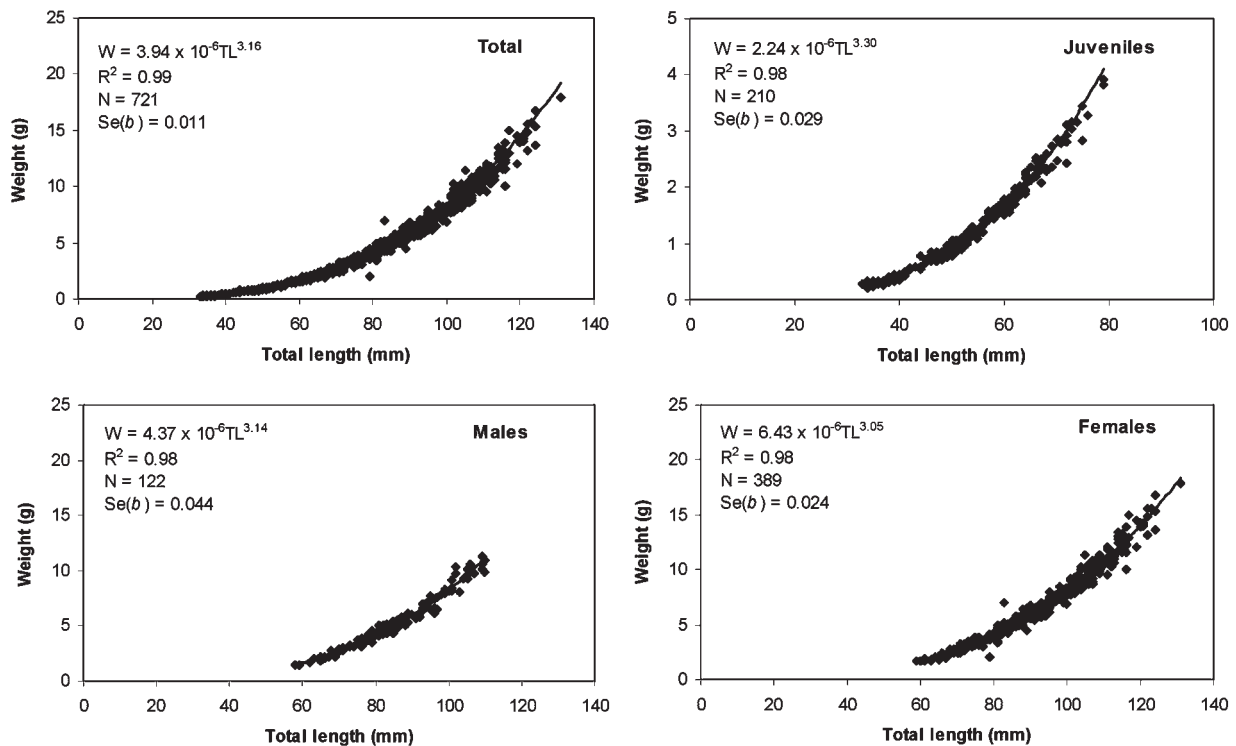 Total
W = 3.94 x 10⁻⁶TL³·¹⁶
R² = 0.99
N = 721
Se(b) = 0.011
Weight (g)
25
20
15
10
5
0
0 20 40 60 80 100 120 140
Total length (mm)
Juveniles
W = 2.24 x 10⁻⁶TL³·³⁰
R² = 0.98
N = 210
Se(b) = 0.029
Weight (g)
5
4
3
2
1
0
0 20 40 60 80 100
Total length (mm)
Males
W = 4.37 x 10⁻⁶TL³·¹⁴
R² = 0.98
N = 122
Se(b) = 0.044
Weight (g)
25
20
15
10
5
0
0 20 40 60 80 100 120 140
Total length (mm)
Females
W = 6.43 x 10⁻⁶TL³·⁰⁵
R² = 0.98
N = 389
Se(b) = 0.024
Weight (g)
25
20
15
10
5
0
0 20 40 60 80 100 120 140
Total length (mm)